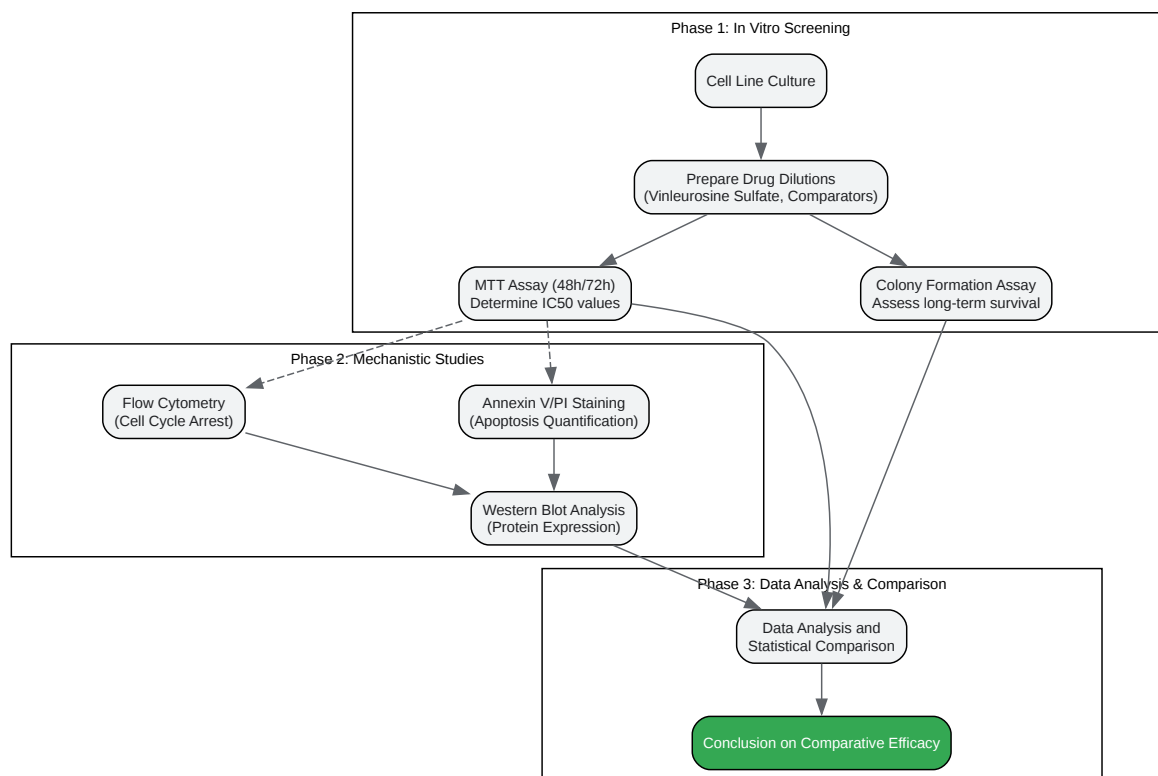 Phase 1: In Vitro Screening
Cell Line Culture
Prepare Drug Dilutions
(Vinleurosine Sulfate, Comparators)
MTT Assay (48h/72h)
Determine IC50 values
Colony Formation Assay
Assess long-term survival
Phase 2: Mechanistic Studies
Flow Cytometry
(Cell Cycle Arrest)
Annexin V/PI Staining
(Apoptosis Quantification)
Western Blot Analysis
(Protein Expression)
Phase 3: Data Analysis & Comparison
Data Analysis and
Statistical Comparison
Conclusion on Comparative Efficacy